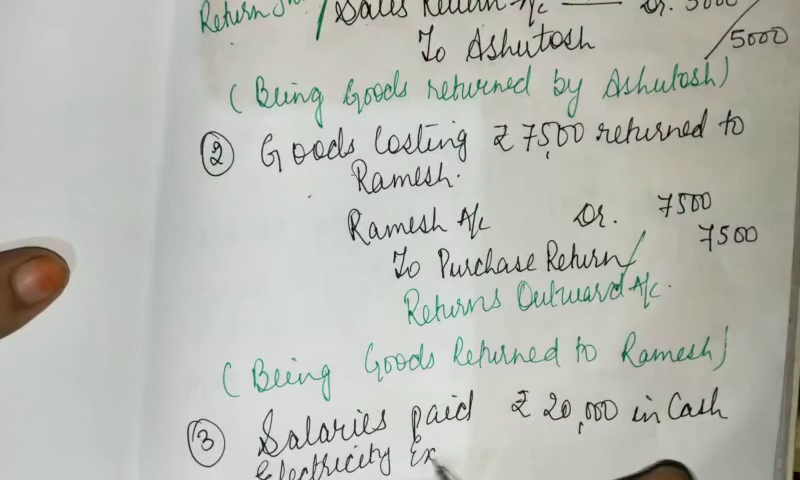 Return / Sales Return A/c — Dr. 5000
To Ashutosh 5000
(Being Goods returned by Ashutosh)
② Goods Costing ₹ 7500 returned to
Ramesh.
Ramesh A/c Dr. 7500
To Purchase Return/ 7500
Returns Outward A/c.
(Being Goods Returned to Ramesh)
③ Salaries paid ₹ 20,000 in Cash
Electricity Ex